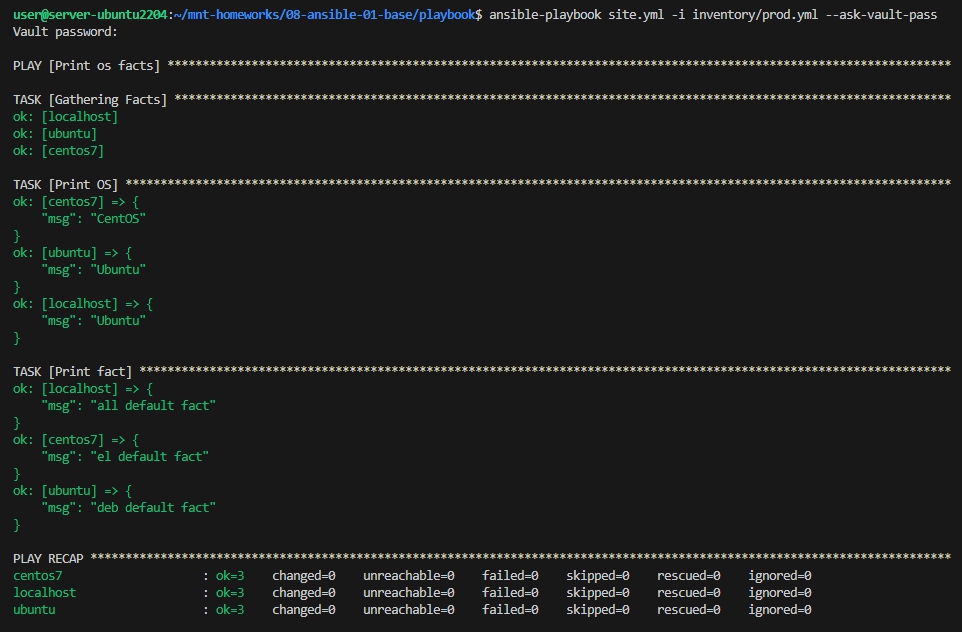 user@server-ubuntu2204:~/mnt-homeworks/08-ansible-01-base/playbook$ ansible-playbook site.yml -i inventory/prod.yml --ask-vault-pass
Vault password:
PLAY [Print os facts] ****************************************************************************************************************
TASK [Gathering Facts] ***************************************************************************************************************
ok: [localhost]
ok: [ubuntu]
ok: [centos7]
TASK [Print OS] **********************************************************************************************************************
ok: [centos7] => {
    "msg": "CentOS"
}
ok: [ubuntu] => {
    "msg": "Ubuntu"
}
ok: [localhost] => {
    "msg": "Ubuntu"
}
TASK [Print fact] ********************************************************************************************************************
ok: [localhost] => {
    "msg": "all default fact"
}
ok: [centos7] => {
    "msg": "el default fact"
}
ok: [ubuntu] => {
    "msg": "deb default fact"
}
PLAY RECAP ***************************************************************************************************************************
centos7                    : ok=3    changed=0    unreachable=0    failed=0    skipped=0    rescued=0    ignored=0
localhost                  : ok=3    changed=0    unreachable=0    failed=0    skipped=0    rescued=0    ignored=0
ubuntu                     : ok=3    changed=0    unreachable=0    failed=0    skipped=0    rescued=0    ignored=0